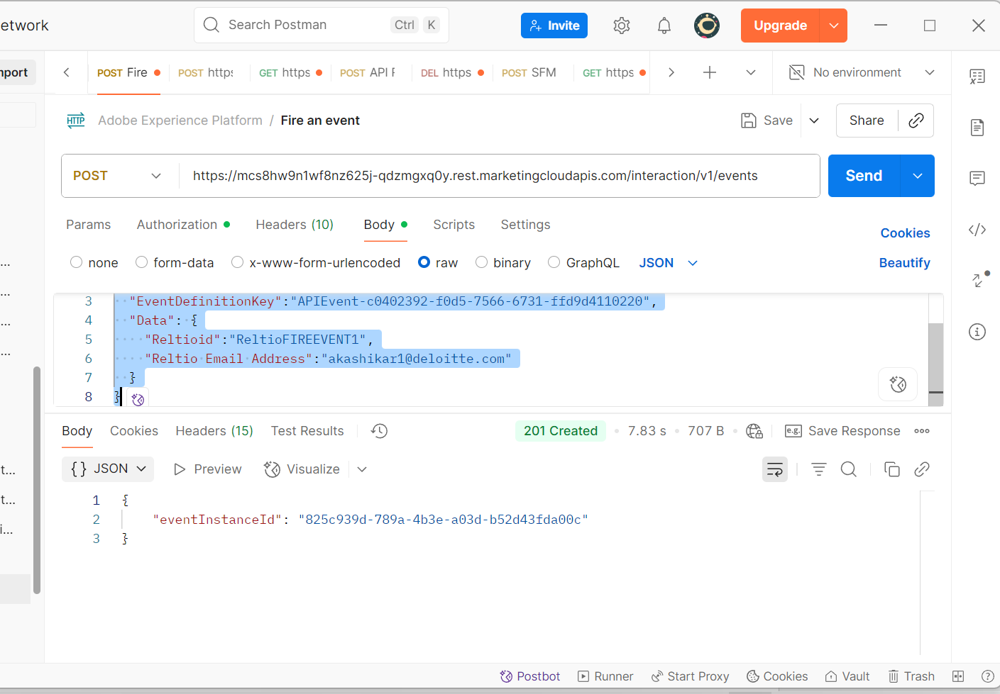 etwork
Search Postman Ctrl K
Invite
Upgrade
nport
POST Fire
POST https
GET https
POST API F
DEL https
POST SFM
GET https
No environment
HTTP Adobe Experience Platform / Fire an event
Save
Share
POST https://mcs8hw9n1wf8nz625j-qdzmgxq0y.rest.marketingcloudapis.com/interaction/v1/events
Send
Params Authorization Headers (10) Body Scripts Settings
Cookies
none form-data x-www-form-urlencoded raw binary GraphQL JSON
Beautify
3 "EventDefinitionKey":"APIEvent-c0402392-f0d5-7566-6731-ffd9d4110220",
4 "Data": {
5 "Reltioid":"ReltioFIREEVENT1",
6 "Reltio Email Address":"akashikar1@deloitte.com"
7 }
8 }
...
...
...
...
Body Cookies Headers (15) Test Results
201 Created 7.83 s 707 B e.g. Save Response
{} JSON Preview Visualize
1 {
2 "eventInstanceId": "825c939d-789a-4b3e-a03d-b52d43fda00c"
3 }
t...
t...
i...
Postbot Runner Start Proxy Cookies Vault Trash